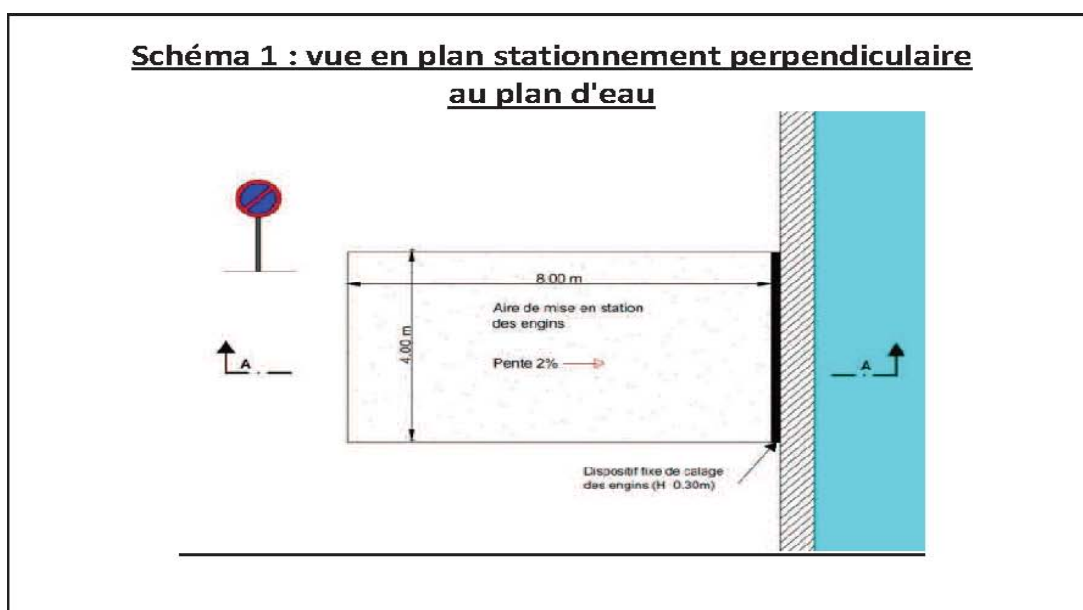 Schéma 1 : vue en plan stationnement perpendiculaire
au plan d'eau
8.00 m
Aire de mise en station
des engins
4.00 m
Pente 2%
A
A
Dispositif fixe de calage
des engins (H 0.30m)